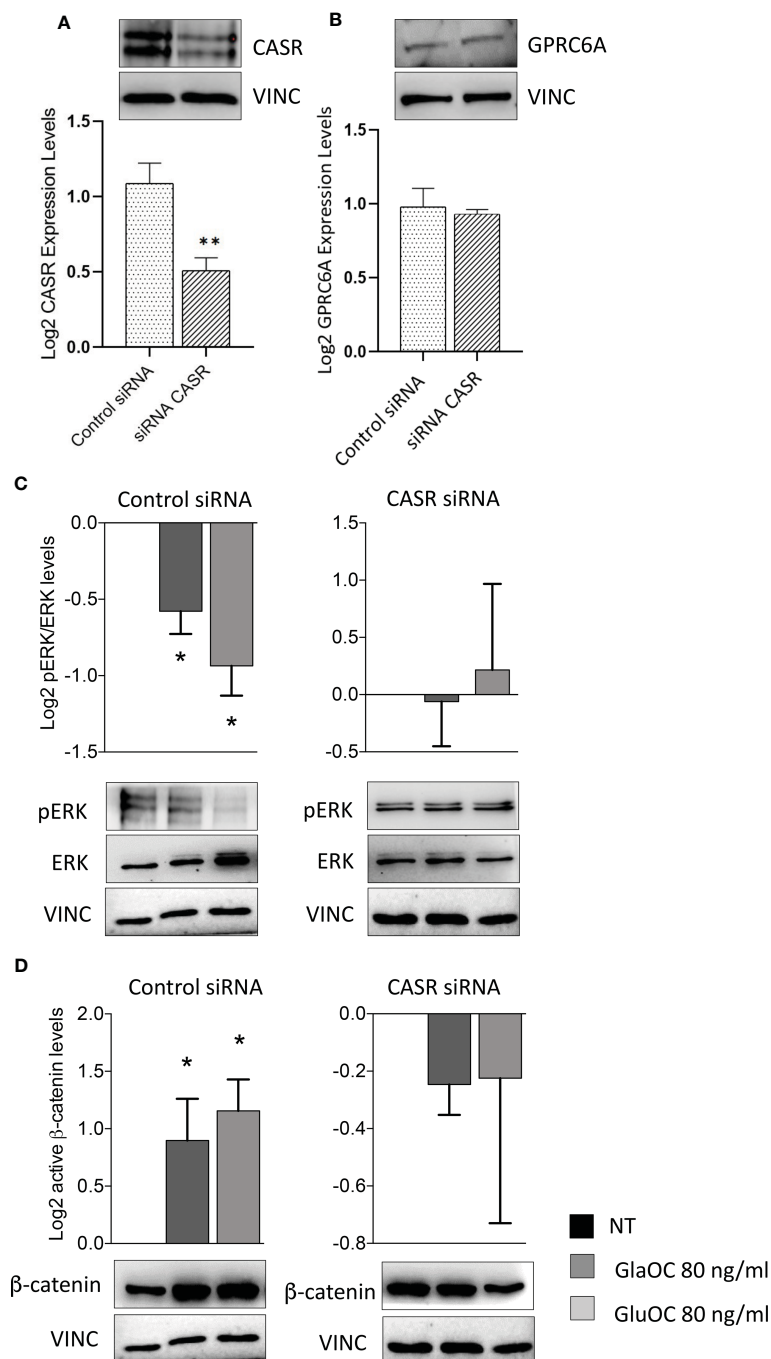 A
CASR
VINC
Log2 CASR Expression Levels
1.5
1.0
0.5
0.0
**
Control siRNA
siRNA CASR
B
GPRC6A
VINC
Log2 GPRC6A Expression Levels
1.5
1.0
0.5
0.0
Control siRNA
siRNA CASR
C
Control siRNA
Log2 pERK/ERK levels
0.0
-0.5
-1.0
-1.5
*
*
pERK
ERK
VINC
CASR siRNA
1.5
1.0
0.5
0.0
-0.5
pERK
ERK
VINC
D
Control siRNA
Log2 active β-catenin levels
2.0
1.5
1.0
0.5
0.0
*
*
β-catenin
VINC
CASR siRNA
0.0
-0.2
-0.4
-0.6
-0.8
β-catenin
VINC
NT
GlaOC 80 ng/ml
GluOC 80 ng/ml